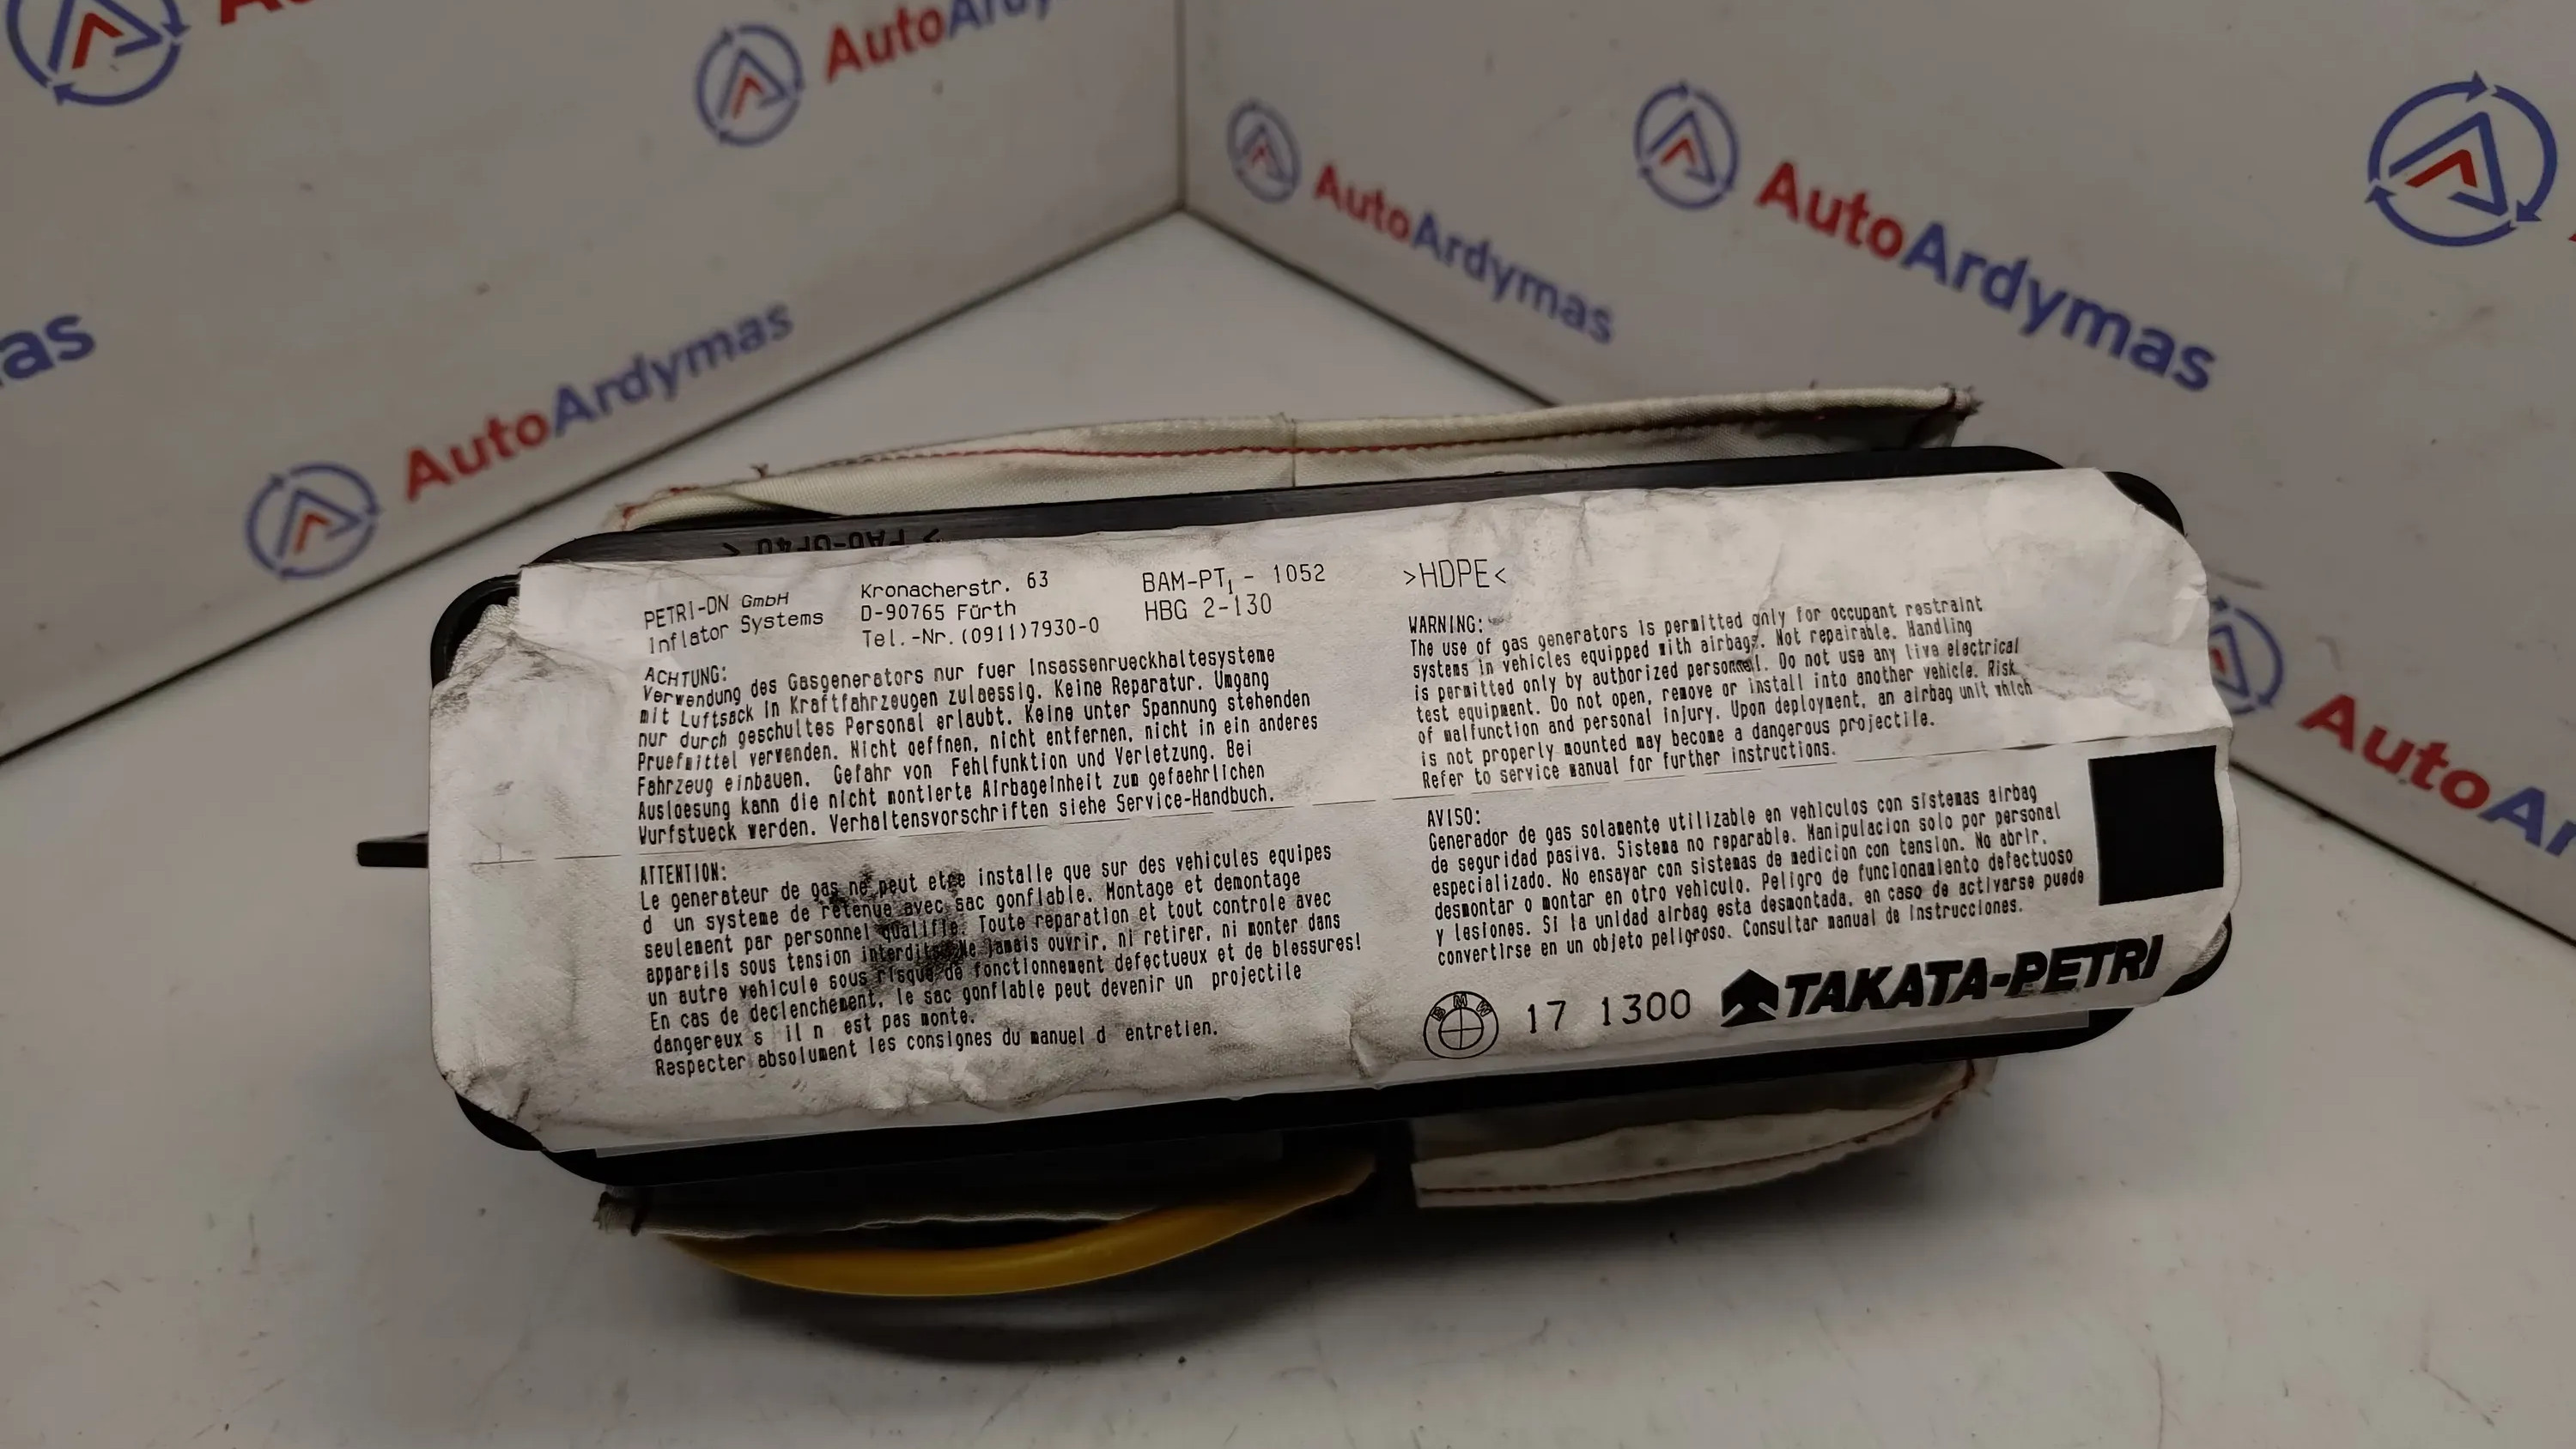 AutoArdymas
AutoArdymas
AutoArdymas
AutoArdymas
as
> PA6-GF40 <
PETRI-DN GmbH
Inflator Systems
Kronacherstr. 63
D-90765 Fürth
Tel.-Nr.(0911)7930-0
BAM-PT1 - 1052
HBG 2-130
>HDPE<
ACHTUNG:
Verwendung des Gasgenerators nur fuer Insassenrueckhaltesysteme
mit Luftsack in Kraftfahrzeugen zulaessig. Keine Reparatur. Umgang
nur durch geschultes Personal erlaubt. Keine unter Spannung stehenden
Pruefmittel verwenden. Nicht oeffnen, nicht entfernen, nicht in ein anderes
Fahrzeug einbauen. Gefahr von Fehlfunktion und Verletzung. Bei
Ausloesung kann die nicht montierte Airbageinheit zum gefaehrlichen
Wurfstueck werden. Verhaltensvorschriften siehe Service-Handbuch.
WARNING:
The use of gas generators is permitted only for occupant restraint
systems in vehicles equipped with airbags. Not repairable. Handling
is permitted only by authorized personnel. Do not use any live electrical
test equipment. Do not open, remove or install into another vehicle. Risk
of malfunction and personal injury. Upon deployment, an airbag unit which
is not properly mounted may become a dangerous projectile.
Refer to service manual for further instructions.
ATTENTION:
Le generateur de gas ne peut etre installe que sur des vehicules equipes
d un systeme de retenue avec sac gonflable. Montage et demontage
seulement par personnel qualifie. Toute reparation et tout controle avec
appareils sous tension interdits. Ne jamais ouvrir, ni retirer, ni monter dans
un autre vehicule sous risque de fonctionnement defectueux et de blessures!
En cas de declenchement, le sac gonflable peut devenir un projectile
dangereux s il n est pas monte.
Respecter absolument les consignes du manuel d entretien.
AVISO:
Generador de gas solamente utilizable en vehiculos con sistemas airbag
de seguridad pasiva. Sistema no reparable. Manipulacion solo por personal
especializado. No ensayar con sistemas de medicion con tension. No abrir,
desmontar o montar en otro vehiculo. Peligro de funcionamiento defectuoso
y lesiones. Si la unidad airbag esta desmontada, en caso de activarse puede
convertirse en un objeto peligroso. Consultar manual de instrucciones.
BMW 17 1300 TAKATA-PETRI
AutoAr